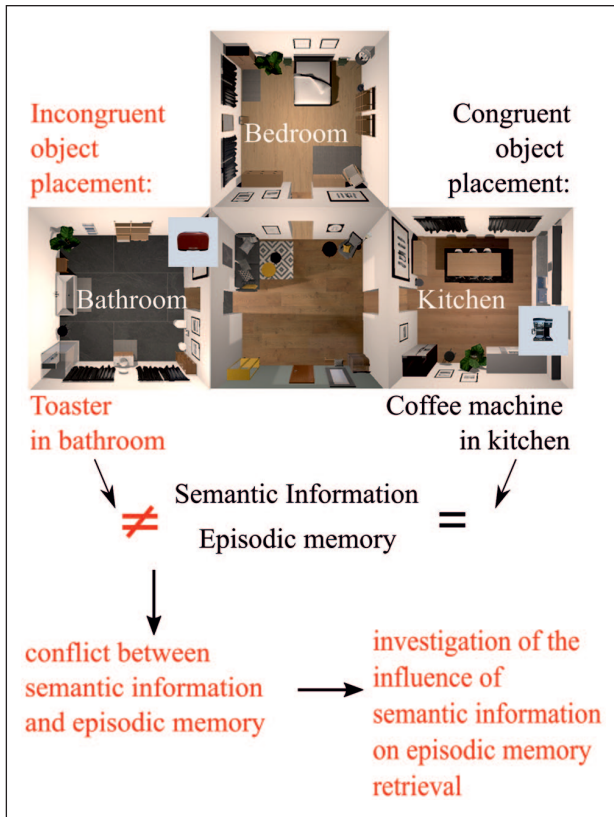 Incongruent
object
placement:
Bedroom
Congruent
object
placement:
Bathroom
Kitchen
Toaster
in bathroom
Coffee machine
in kitchen
≠
Semantic Information
Episodic memory
=
conflict between
semantic information
and episodic memory
investigation of the
influence of
semantic information
on episodic memory
retrieval